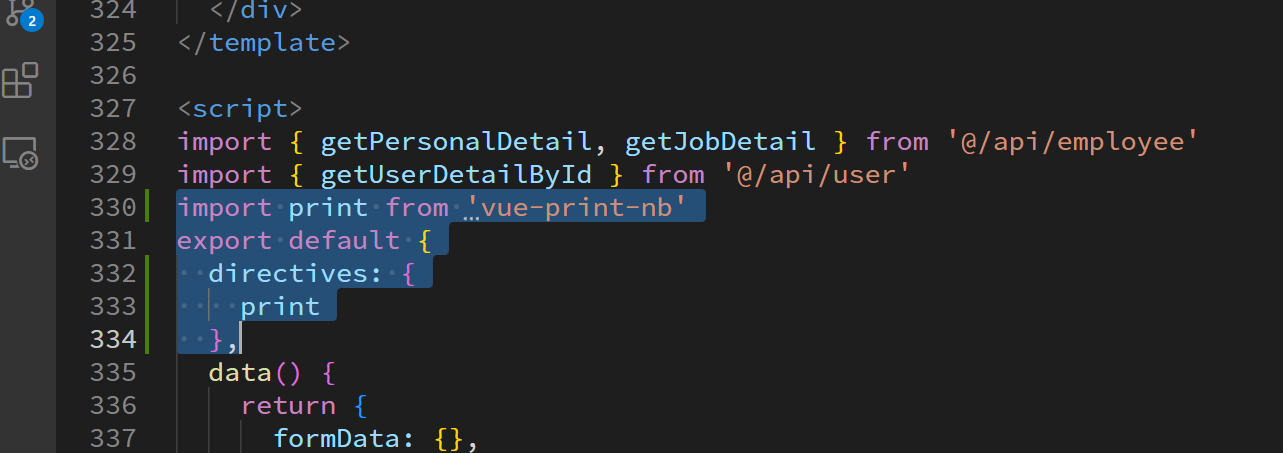 2
324 </div>
325 </template>
326
327 <script>
328 import { getPersonalDetail, getJobDetail } from '@/api/employee'
329 import { getUserDetailById } from '@/api/user'
330 import print from 'vue-print-nb'
331 export default {
332   directives: {
333     print
334   },
335   data() {
336     return {
337       formData: {},